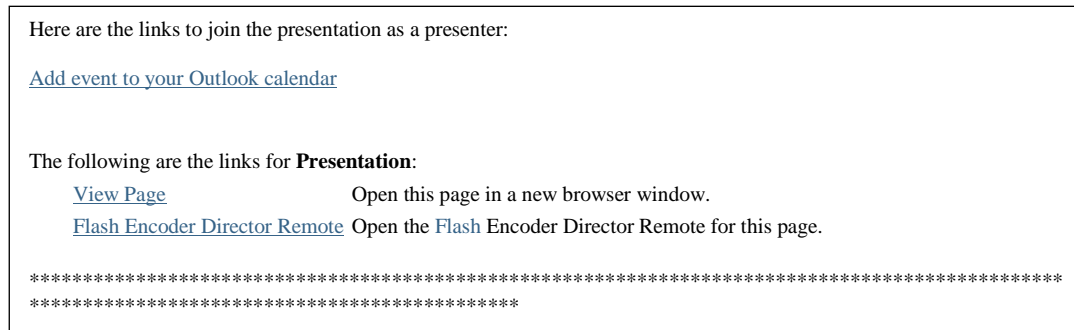 Here are the links to join the presentation as a presenter:
Add event to your Outlook calendar
The following are the links for Presentation:
View Page Open this page in a new browser window.
Flash Encoder Director Remote Open the Flash Encoder Director Remote for this page.
*************************************************************************************************
**********************************************